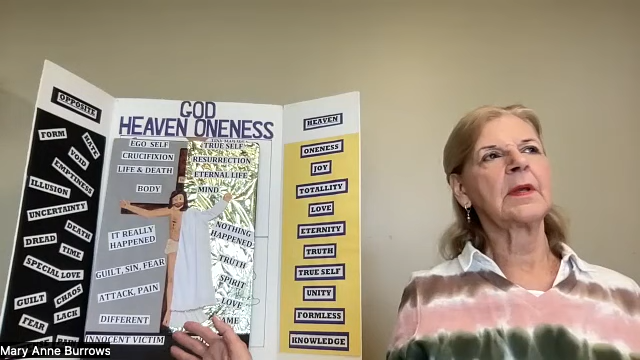 OPPOSITE
FORM
HATE
VOID
EMPTINESS
ILLUSION
UNCERTAINTY
DEATH
DREAD
TIME
SPECIAL LOVE
GUILT
CHAOS
LACK
FEAR
GOD
HEAVEN ONENESS
EGO SELF
CRUCIFIXION
LIFE & DEATH
BODY
IT REALLY
HAPPENED
GUILT, SIN, FEAR
ATTACK, PAIN
DIFFERENT
INNOCENT VICTIM
TRUE SELF
RESURRECTION
ETERNAL LIFE
MIND
NOTHING
HAPPENED
TRUTH
SPIRIT
LOVE
AME
HEAVEN
ONENESS
JOY
TOTALITY
LOVE
ETERNITY
TRUTH
TRUE SELF
UNITY
FORMLESS
KNOWLEDGE
Mary Anne Burrows